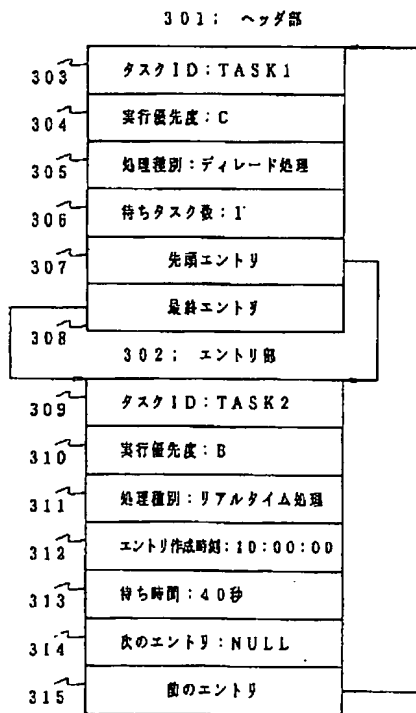 301; ヘッダ部
303 タスクID:TASK1
304 実行優先度:C
305 処理種別:ディレード処理
306 待ちタスク数:1
307 先頭エントリ
308 最終エントリ
302; エントリ部
309 タスクID:TASK2
310 実行優先度:B
311 処理種別:リアルタイム処理
312 エントリ作成時刻:10:00:00
313 待ち時間:40秒
314 次のエントリ:NULL
315 前のエントリ